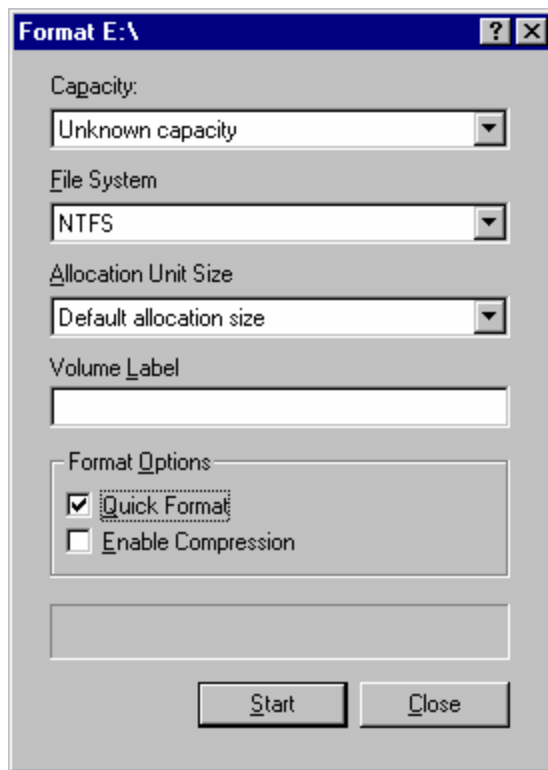 Format E:\
Capacity:
Unknown capacity
File System
NTFS
Allocation Unit Size
Default allocation size
Volume Label
Format Options
Quick Format
Enable Compression
Start
Close